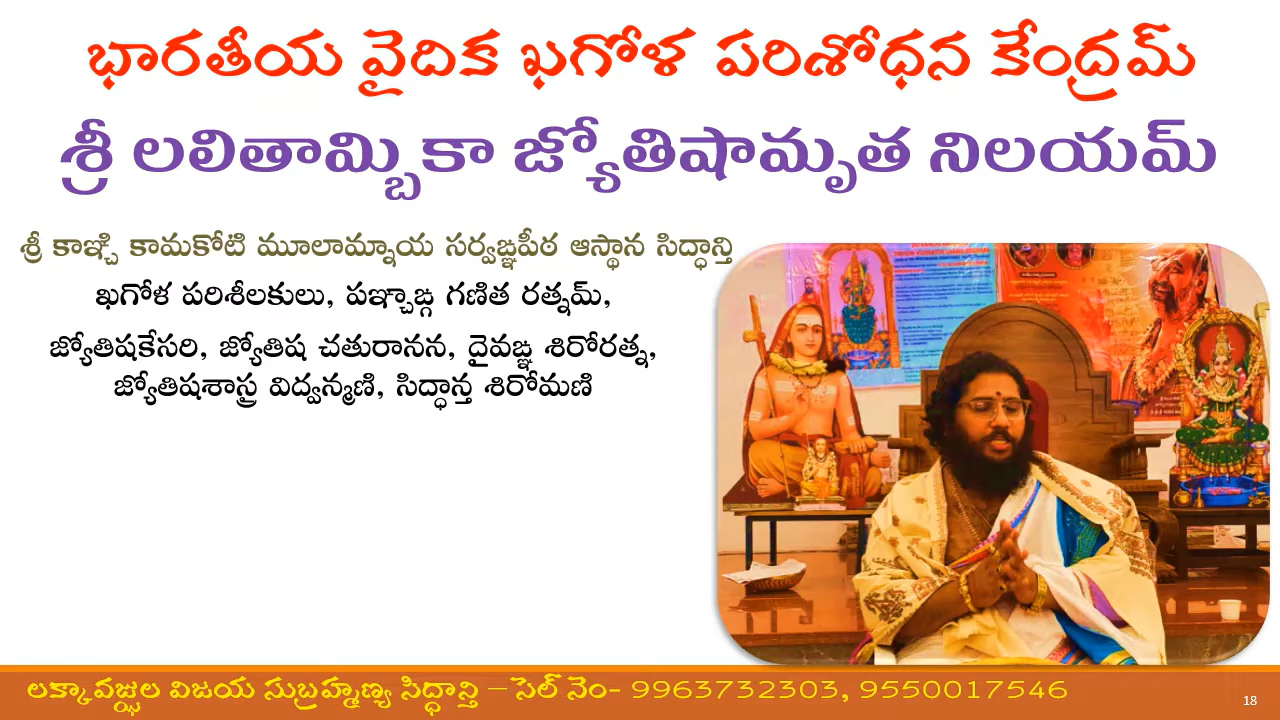 భారతీయ వైదిక ఖగోళ పరిశోధన కేంద్రమ్
శ్రీ లలితామ్బికా జ్యోతిషామృత నిలయమ్
శ్రీ కాఞ్చి కామకోటి మూలామ్నాయ సర్వజ్ఞపీఠ ఆస్థాన సిద్ధాన్తి
ఖగోళ పరిశీలకులు, పఞ్చాఙ్గ గణిత రత్నమ్,
జ్యోతిషకేసరి, జ్యోతిష చతురానన, దైవజ్ఞ శిరోరత్న,
జ్యోతిషశాస్త్ర విద్వన్మణి, సిద్ధాన్త శిరోమణి
లక్కావజ్ఝల విజయ సుబ్రహ్మణ్య సిద్ధాన్తి – సెల్ నెం- 9963732303, 9550017546
18